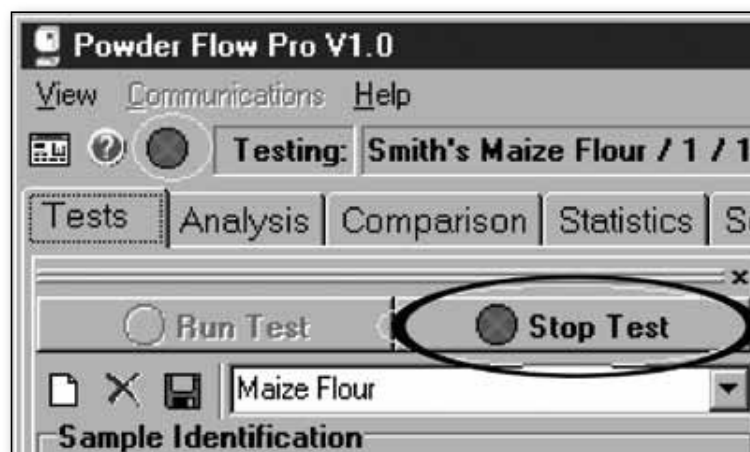 Powder Flow Pro V1.0
View Communications Help
Testing: Smith's Maize Flour / 1 / 1
Tests Analysis Comparison Statistics
Run Test Stop Test
Maize Flour
Sample Identification